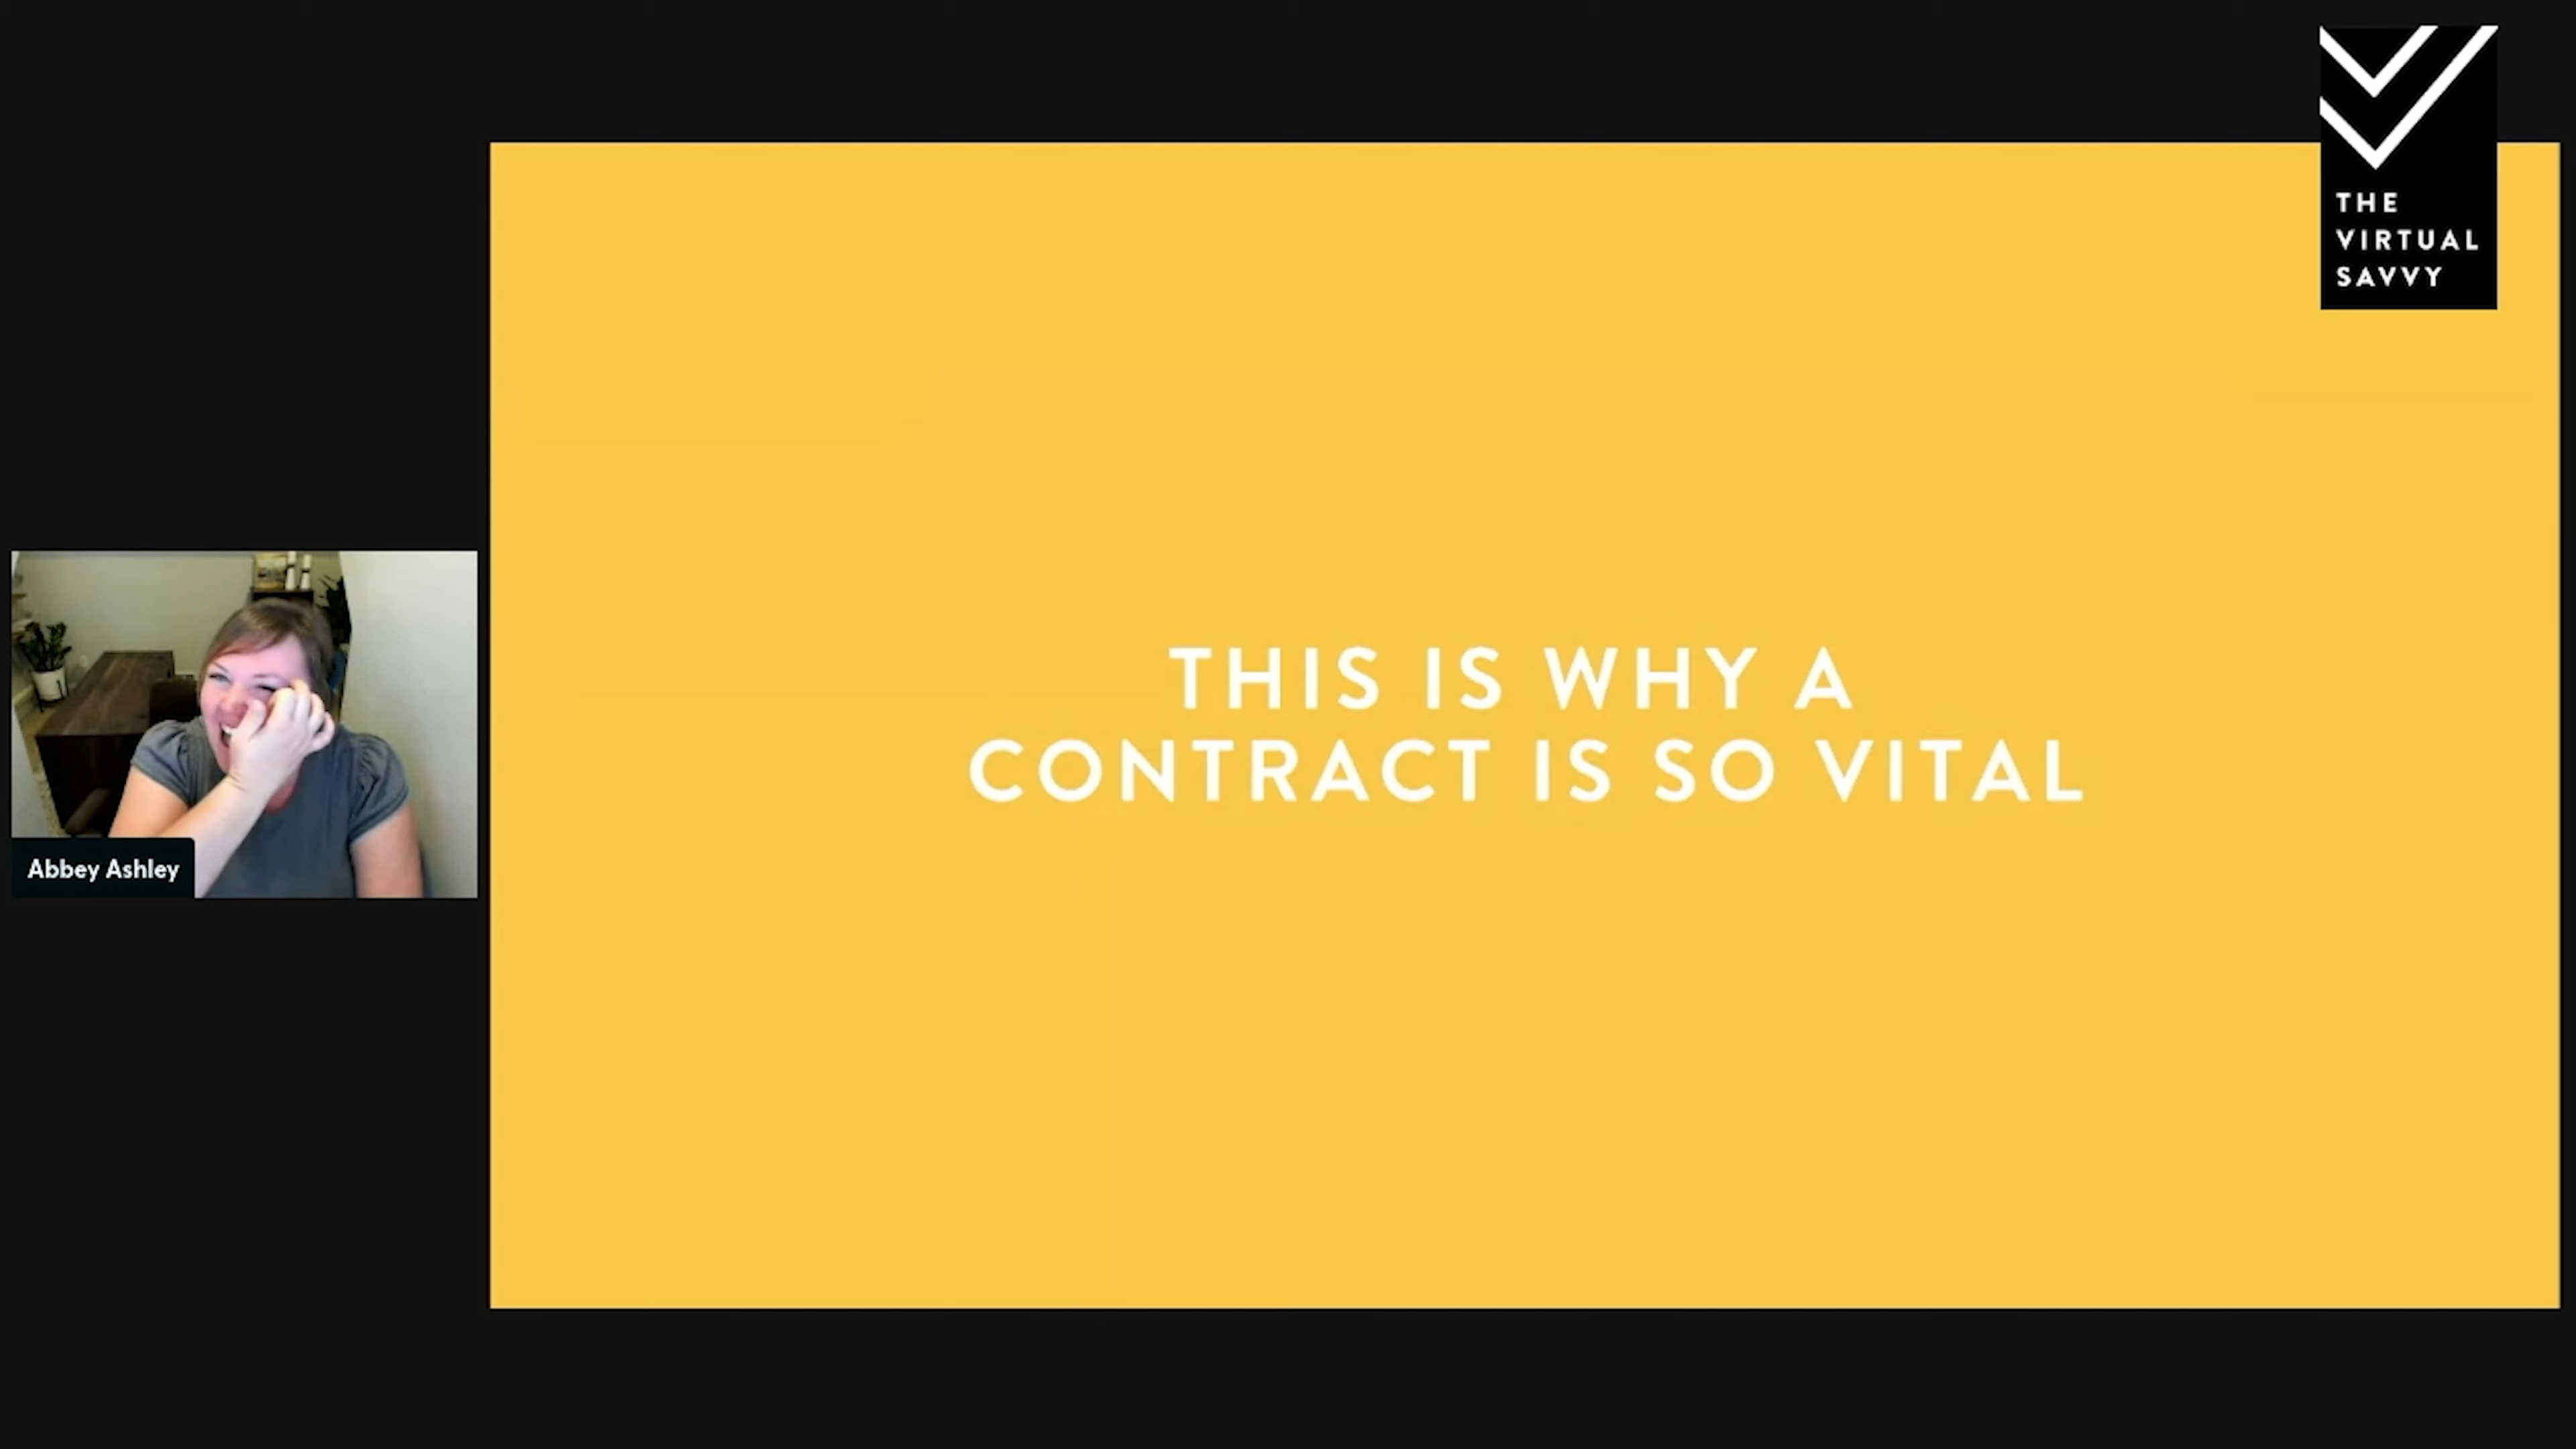 THE
VIRTUAL
SAVVY
THIS IS WHY A
CONTRACT IS SO VITAL
Abbey Ashley